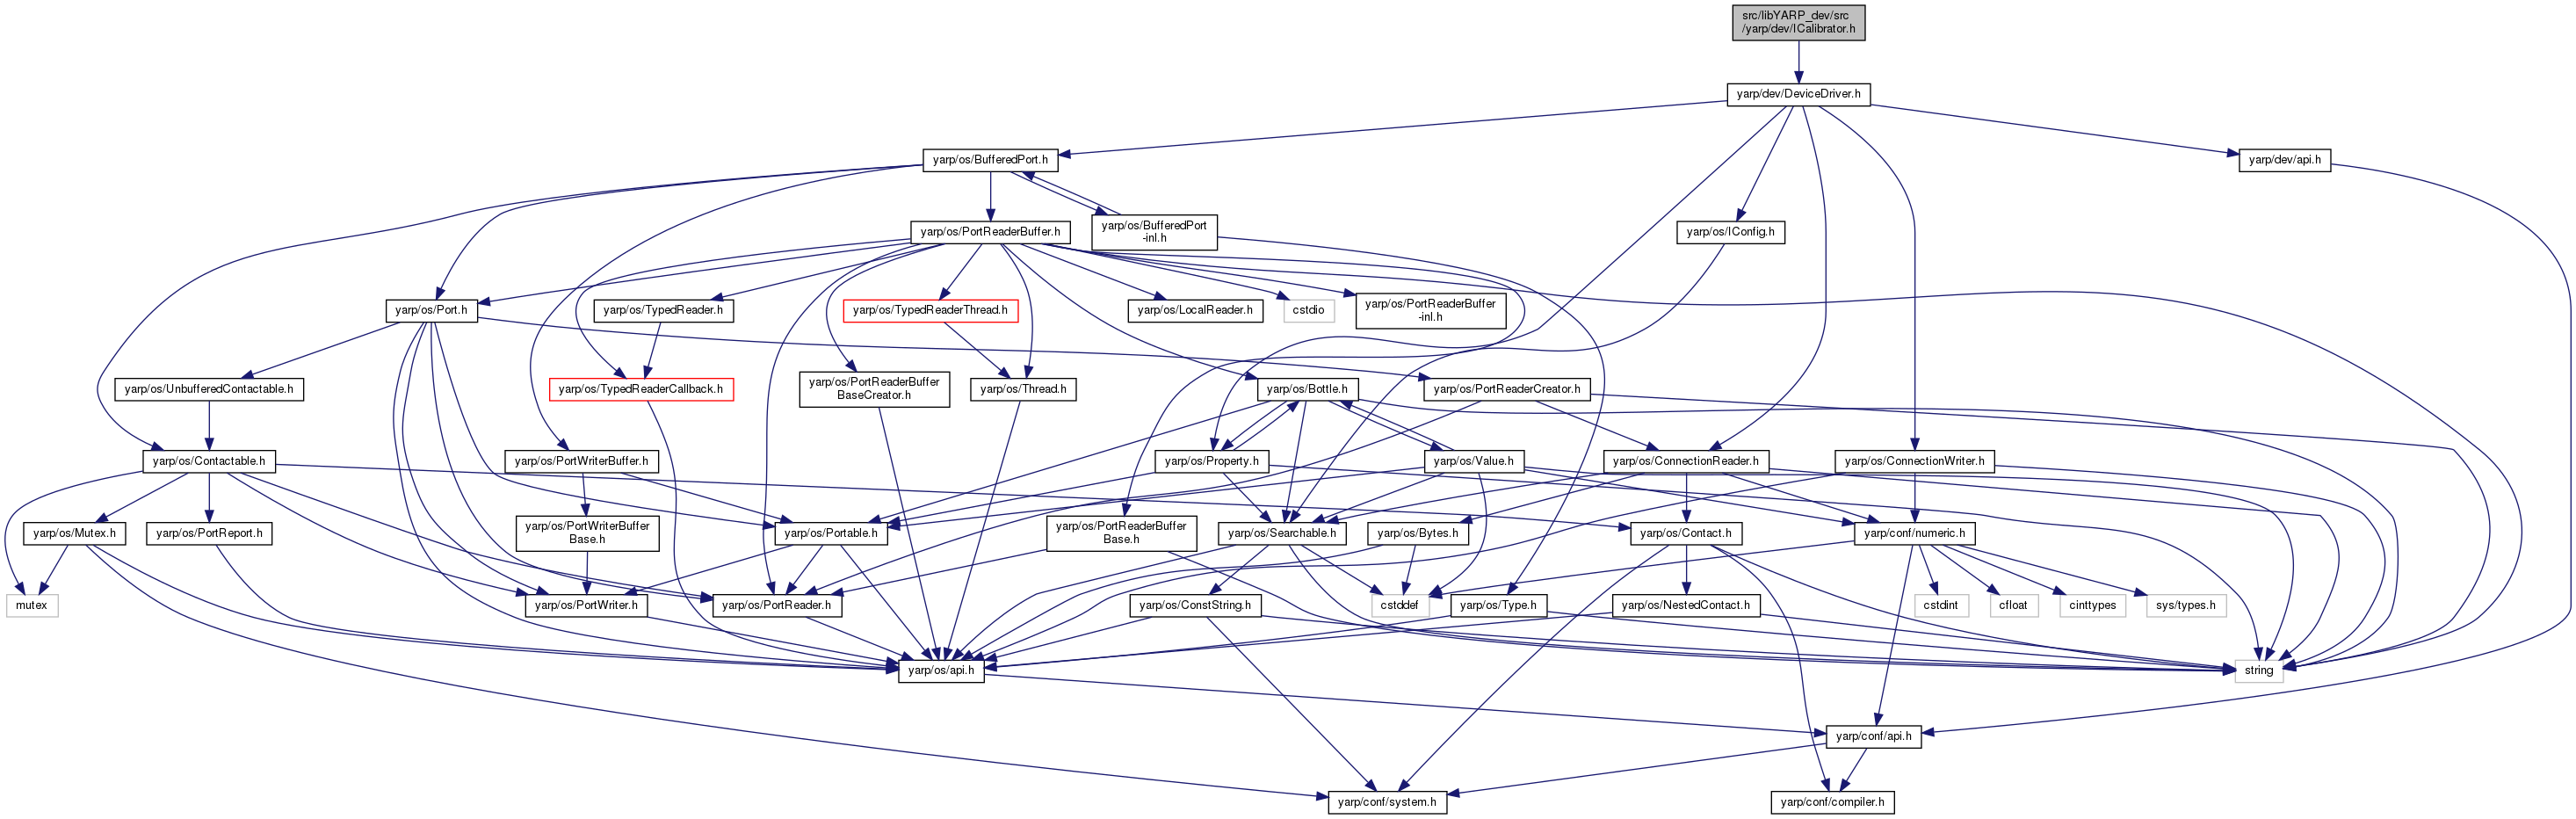 src/libYARP_dev/src
/yarp/dev/ICalibrator.h
yarp/dev/DeviceDriver.h
yarp/os/BufferedPort.h
yarp/dev/api.h
yarp/os/PortReaderBuffer.h
yarp/os/BufferedPort
-inl.h
yarp/os/IConfig.h
yarp/os/Port.h
yarp/os/TypedReader.h
yarp/os/TypedReaderThread.h
yarp/os/LocalReader.h
cstdio
yarp/os/PortReaderBuffer
-inl.h
yarp/os/UnbufferedContactable.h
yarp/os/TypedReaderCallback.h
yarp/os/PortReaderBuffer
BaseCreator.h
yarp/os/Thread.h
yarp/os/Bottle.h
yarp/os/PortReaderCreator.h
yarp/os/Contactable.h
yarp/os/PortWriterBuffer.h
yarp/os/Property.h
yarp/os/Value.h
yarp/os/ConnectionReader.h
yarp/os/ConnectionWriter.h
yarp/os/Mutex.h
yarp/os/PortReport.h
yarp/os/PortWriterBuffer
Base.h
yarp/os/Portable.h
yarp/os/PortReaderBuffer
Base.h
yarp/os/Searchable.h
yarp/os/Bytes.h
yarp/os/Contact.h
yarp/conf/numeric.h
mutex
yarp/os/PortWriter.h
yarp/os/PortReader.h
yarp/os/ConstString.h
cstddef
yarp/os/Type.h
yarp/os/NestedContact.h
cstdint
cfloat
cinttypes
sys/types.h
yarp/os/api.h
string
yarp/conf/api.h
yarp/conf/system.h
yarp/conf/compiler.h